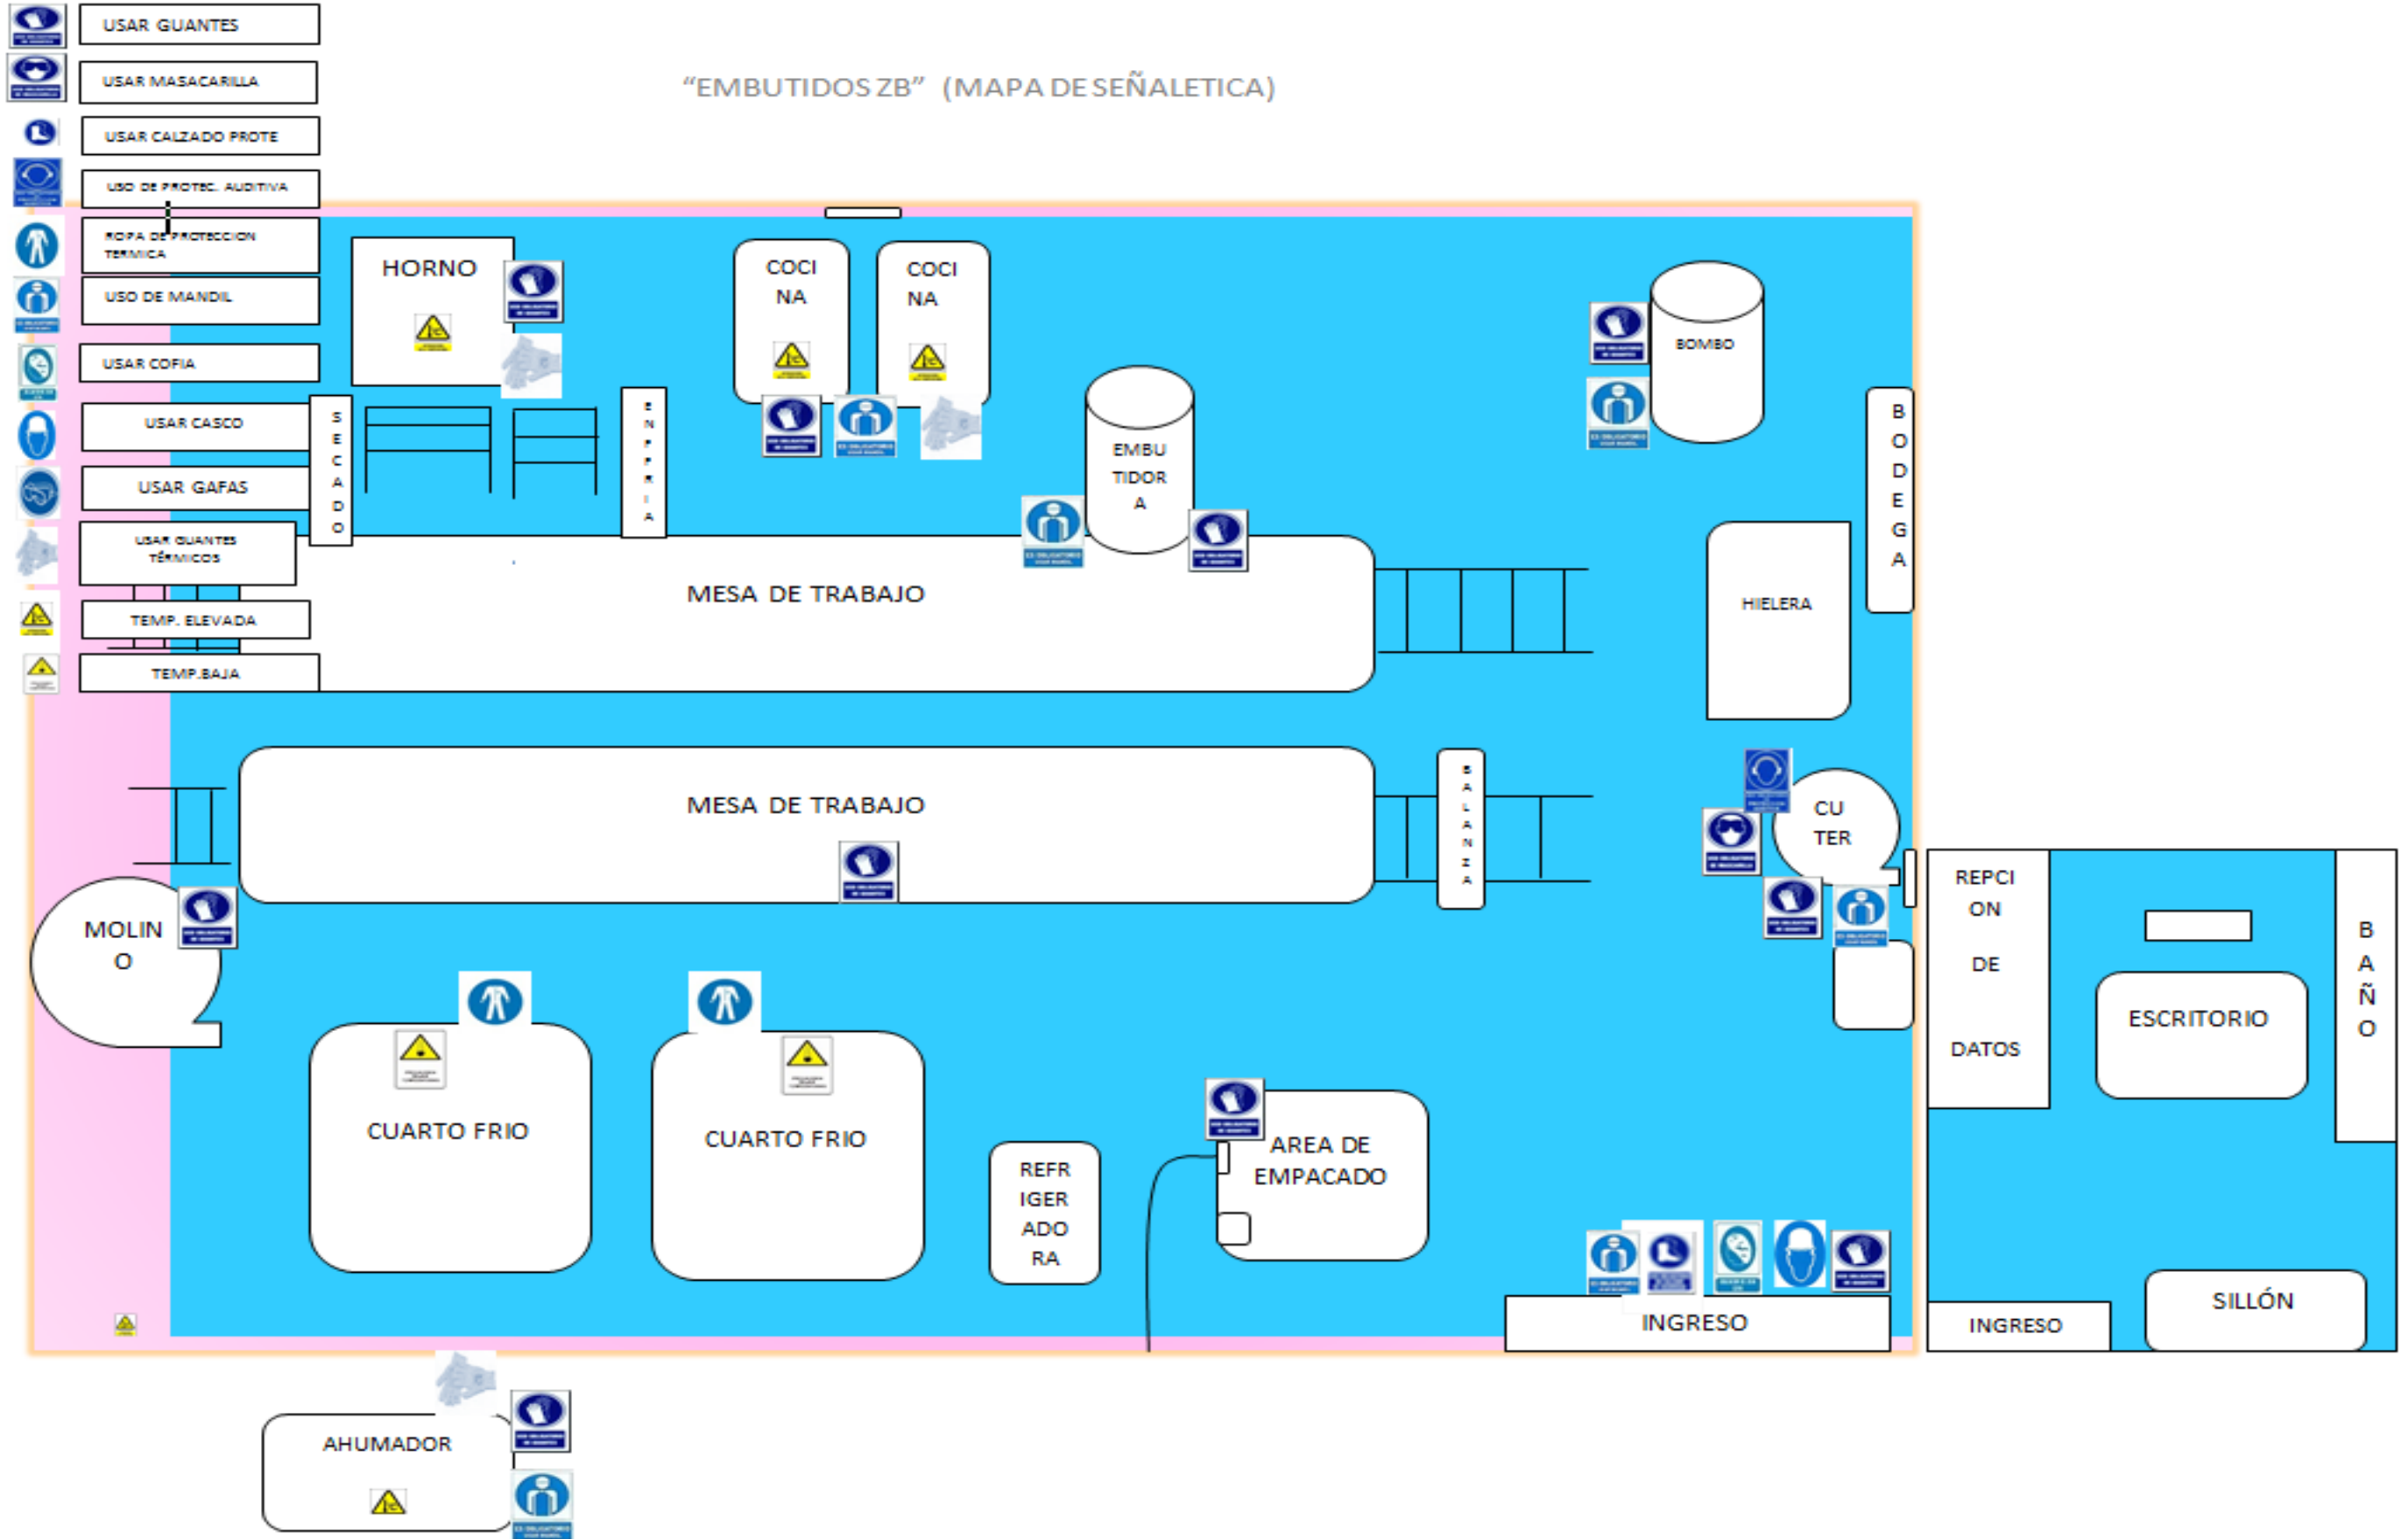 USAR GUANTES
USAR MASACARILLA
"EMBUTIDOS ZB" (MAPA DE SEÑALETICA)
USAR CALZADO PROTE
USO DE PROTEC. AUDITIVA
ROPA DE PROTECCION
TERMICA
USO DE MANDIL
USAR COFIA
USAR CASCO
USAR GAFAS
USAR GUANTES
TÉRMICOS
TEMP. ELEVADA
TEMP.BAJA
HORNO
COCI
NA
COCI
NA
BOMBO
SECADO
EMBU
TIDOR
A
BODEGA
HIELERA
MESA DE TRABAJO
MESA DE TRABAJO
BALANZA
CU
TER
MOLIN
O
REPCI
ON
DE
DATOS
ESCRITORIO
BAÑO
CUARTO FRIO
CUARTO FRIO
REFR
IGER
ADO
RA
AREA DE
EMPACADO
INGRESO
INGRESO
SILLÓN
AHUMADOR